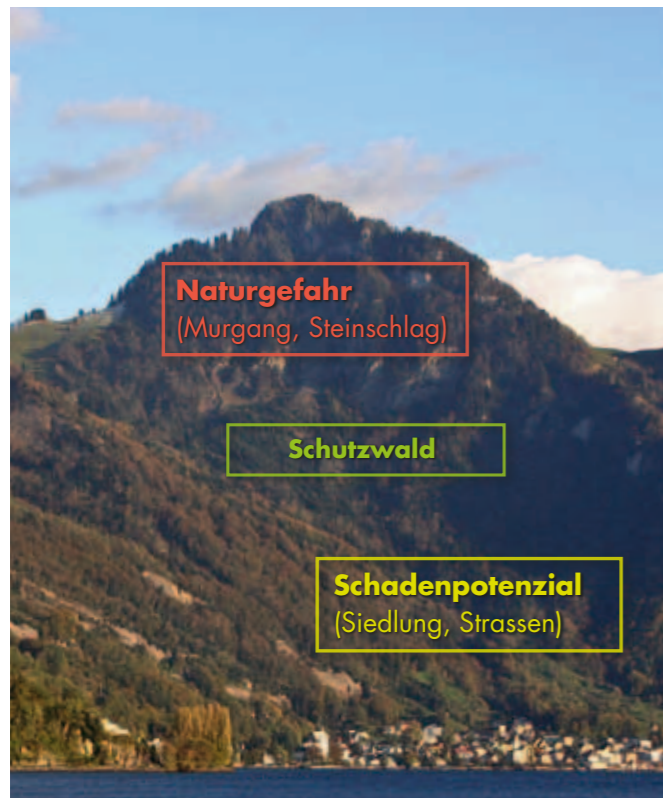 Naturgefahr
(Murgang, Steinschlag)
Schutzwald
Schadenpotenzial
(Siedlung, Strassen)